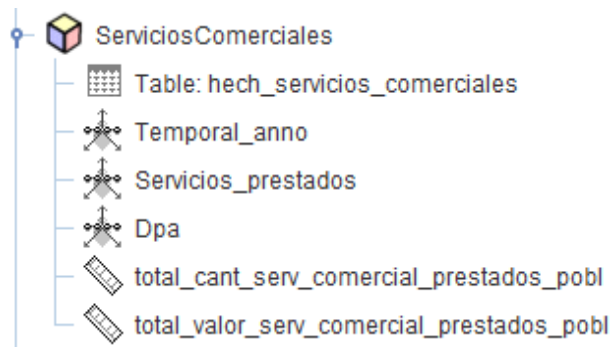 ServiciosComerciales
Table: hech_servicios_comerciales
Temporal_anno
Servicios_prestados
Dpa
total_cant_serv_comercial_prestados_pobl
total_valor_serv_comercial_prestados_pobl